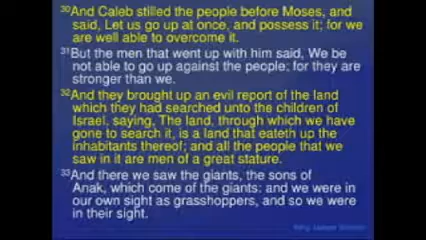 30And Caleb stilled the people before Moses, and
said, Let us go up at once, and possess it; for we
are well able to overcome it.
31But the men that went up with him said, We be
not able to go up against the people; for they are
stronger than we.
32And they brought up an evil report of the land
which they had searched unto the children of
Israel, saying, The land, through which we have
gone to search it, is a land that eateth up the
inhabitants thereof; and all the people that we
saw in it are men of a great stature.
33And there we saw the giants, the sons of
Anak, which come of the giants: and we were in
our own sight as grasshoppers, and so we were
in their sight.
King James Version